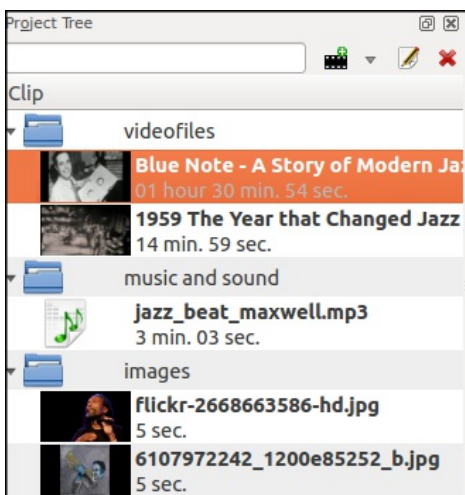 Project Tree
Clip
videofiles
Blue Note - A Story of Modern Ja
01 hour 30 min. 54 sec.
1959 The Year that Changed Jazz
14 min. 59 sec.
music and sound
jazz_beat_maxwell.mp3
3 min. 03 sec.
images
flickr-2668663586-hd.jpg
5 sec.
6107972242_1200e85252_b.jpg
5 sec.